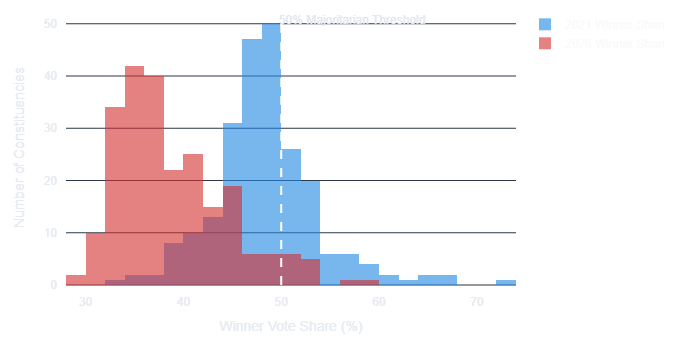 50% Majoritarian Threshold
2021 Winner Share
2026 Winner Share
Number of Constituencies
50
40
30
20
10
0
30
40
50
60
70
Winner Vote Share (%)